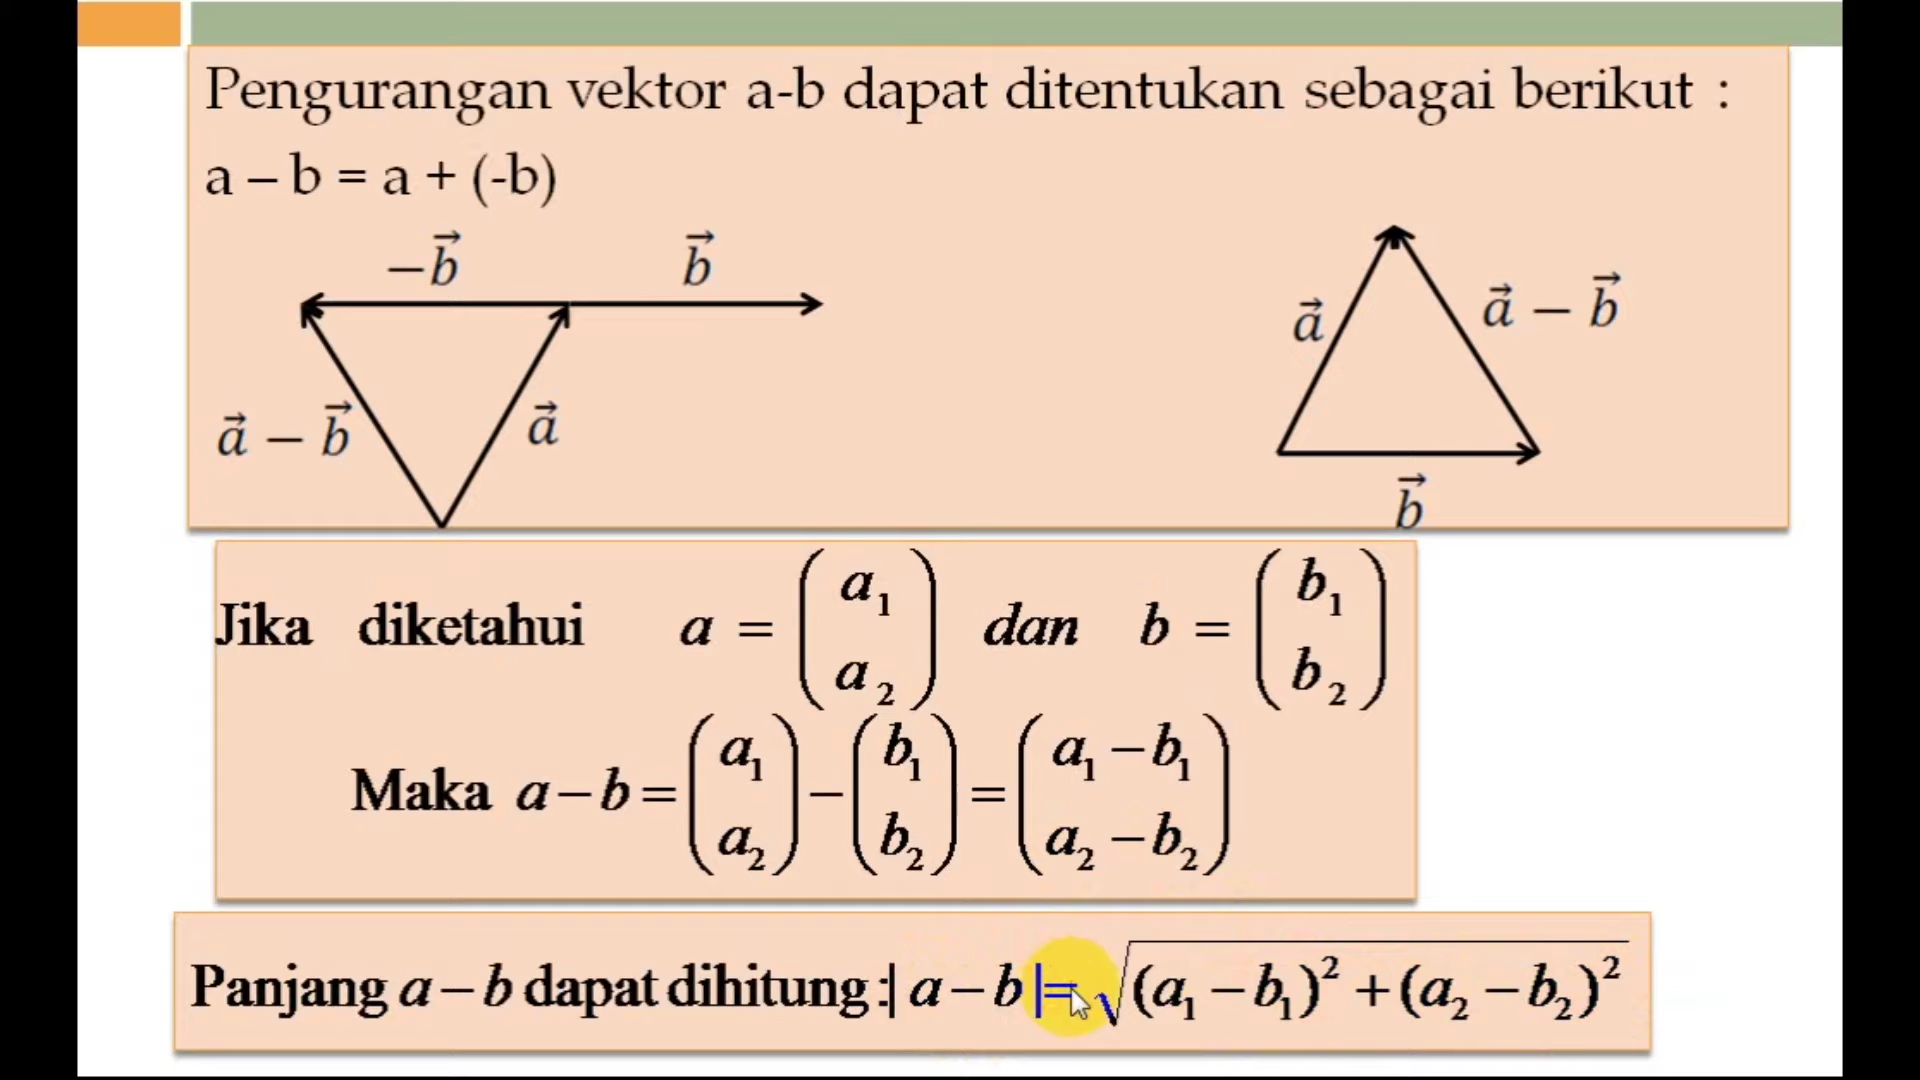 Pengurangan vektor a-b dapat ditentukan sebagai berikut :
a – b = a + (-b)
−b⃗ b⃗
a⃗ − b⃗ a⃗
a⃗ a⃗ − b⃗
b⃗
Jika diketahui a = (a₁ a₂) dan b = (b₁ b₂)
Maka a − b = (a₁ a₂) − (b₁ b₂) = (a₁ − b₁ a₂ − b₂)
Panjang a − b dapat dihitung :| a − b |= √(a₁ − b₁)² + (a₂ − b₂)²